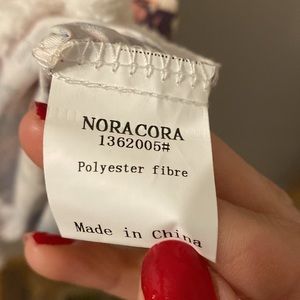 NORACORA
1362005#
Polyester fibre
Made in China